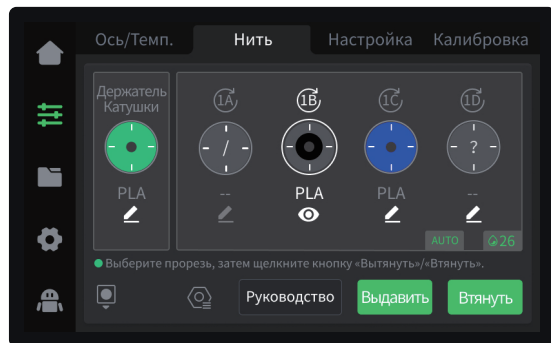 Ось/Темп.
Нить
Настройка
Калибровка
Держатель
Катушки
PLA
1A
/
--
1B
PLA
1C
PLA
1D
?
--
AUTO
26
Выберите прорезь, затем щелкните кнопку «Вытянуть»/«Втянуть».
Руководство
Выдавить
Втянуть